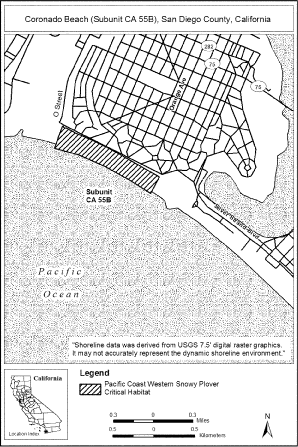 Coronado Beach (Subunit CA 55B), San Diego County, California
282
75
Orange Ave
75
O Street
Subunit
CA 55B
Silver Strand Blvd
Pacific
Ocean
"Shoreline data was derived from USGS 7.5' digital raster graphics.
It may not accurately represent the dynamic shoreline environment."
California
Location Index
Legend
Pacific Coast Western Snowy Plover
Critical Habitat
0.3 0 0.3
Miles
0.5 0 0.5
Kilometers
N